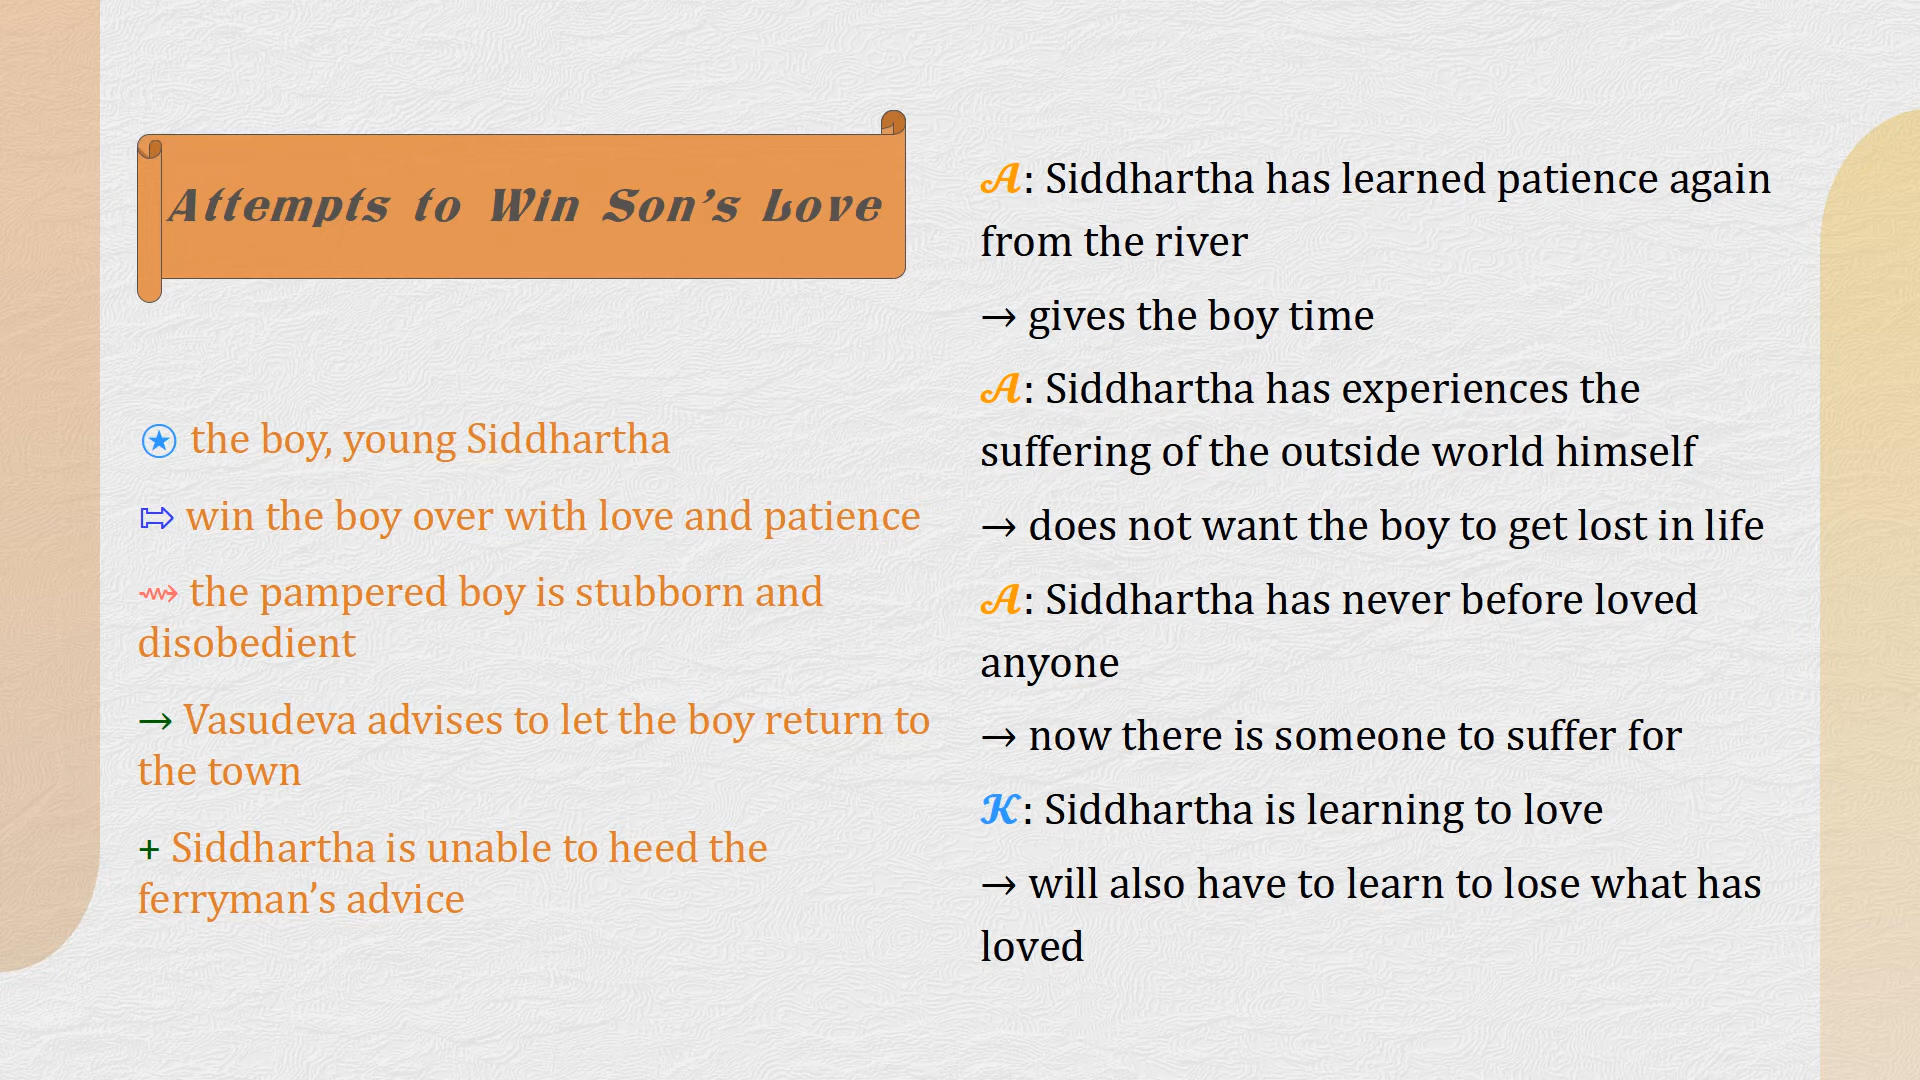 Attempts to Win Son’s Love
✪ the boy, young Siddhartha
⇰ win the boy over with love and patience
⇝ the pampered boy is stubborn and
disobedient
→ Vasudeva advises to let the boy return to
the town
+ Siddhartha is unable to heed the
ferryman’s advice
𝓐: Siddhartha has learned patience again
from the river
→ gives the boy time
𝓐: Siddhartha has experiences the
suffering of the outside world himself
→ does not want the boy to get lost in life
𝓐: Siddhartha has never before loved
anyone
→ now there is someone to suffer for
𝓚: Siddhartha is learning to love
→ will also have to learn to lose what has
loved